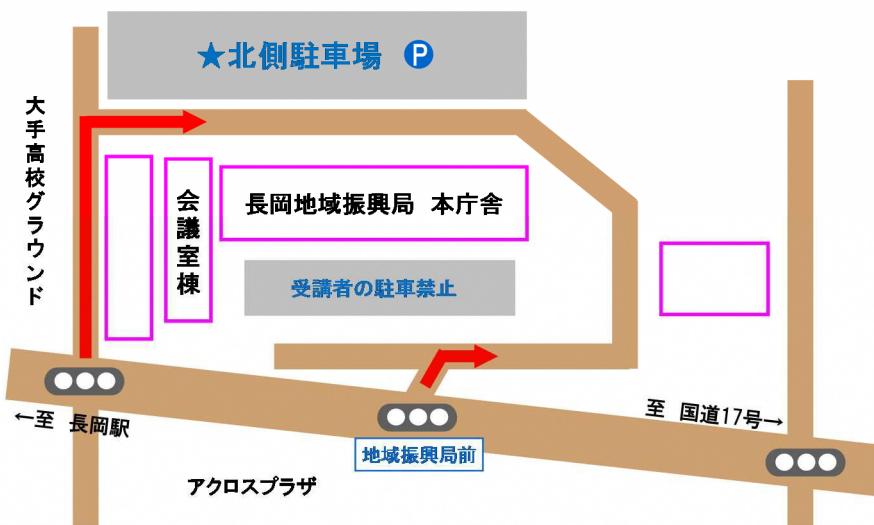 ★北側駐車場 P
大手高校グラウンド
会議室棟
長岡地域振興局 本庁舎
受講者の駐車禁止
←至 長岡駅
至 国道17号→
地域振興局前
アクロスプラザ